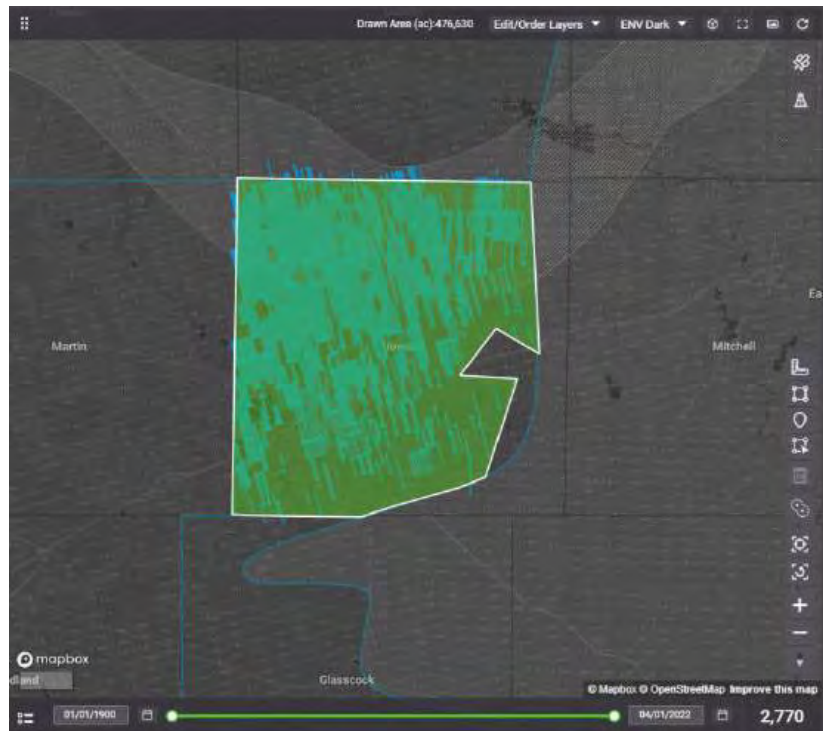 Drawn Area (ac):476,630 Edit/Order Layers ENV Dark
Martin
Mitchell
Ea
mapbox
dland
Glasscock
© Mapbox © OpenStreetMap Improve this map
01/01/1900
04/01/2022
2,770